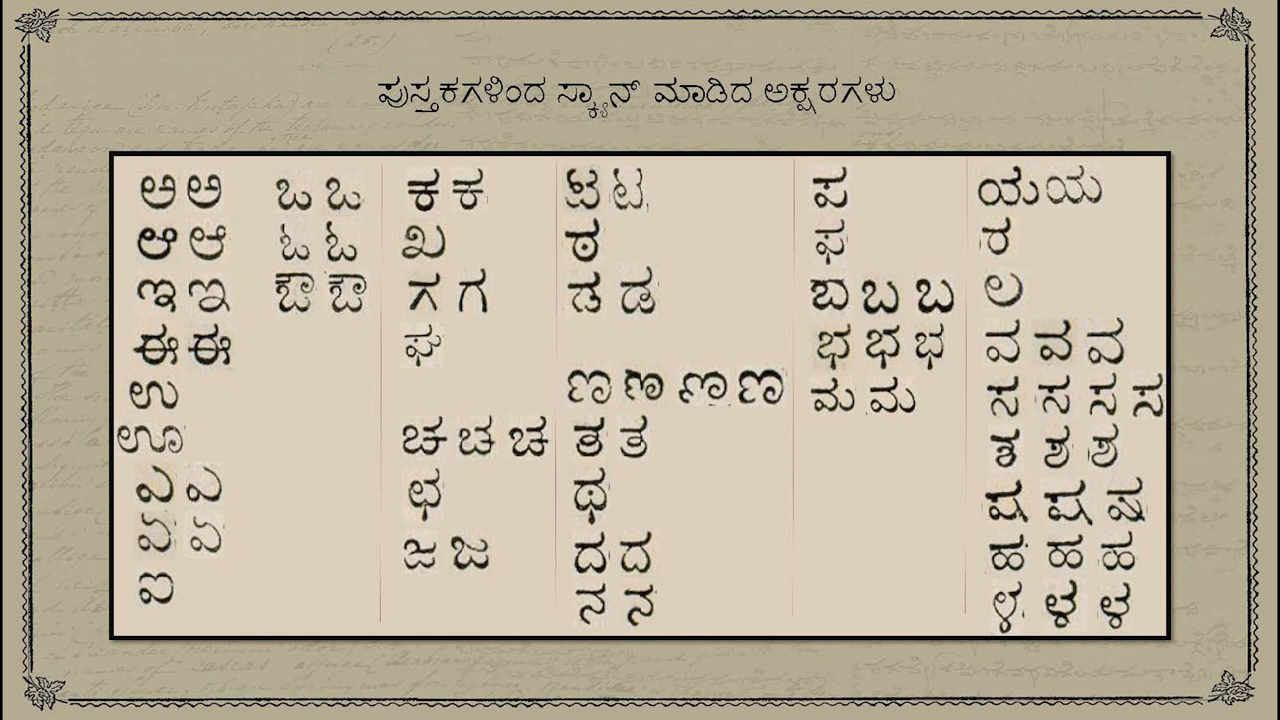 ಪುಸ್ತಕಗಳಿಂದ ಸ್ಕ್ಯಾನ್ ಮಾಡಿದ ಅಕ್ಷರಗಳು
ಅ ಅ
ಆ ಆ
ಇ ಇ
ಈ ಈ
ಉ
ಊ
ಎ ಎ
ಏ ಏ
ಐ
ಒ ಒ
ಓ ಓ
ಔ ಔ
ಕ ಕ
ಖ
ಗ ಗ
ಘ
ಚ ಚ ಚ
ಛ
ಜ ಜ
ಟ ಟ
ಠ
ಡ ಡ
ಣ ಣ ಣ ಣ
ತ ತ
ಥ
ದ ದ
ನ ನ
ಪ
ಫ
ಬ ಬ ಬ
ಭ ಭ ಭ
ಮ ಮ
ಯ ಯ
ರ
ಲ
ವ ವ ವ
ಸ ಸ ಸ ಸ
ಶ ಶ ಶ
ಷ ಷ ಷ
ಹ ಹ ಹ
ಳ ಳ ಳ